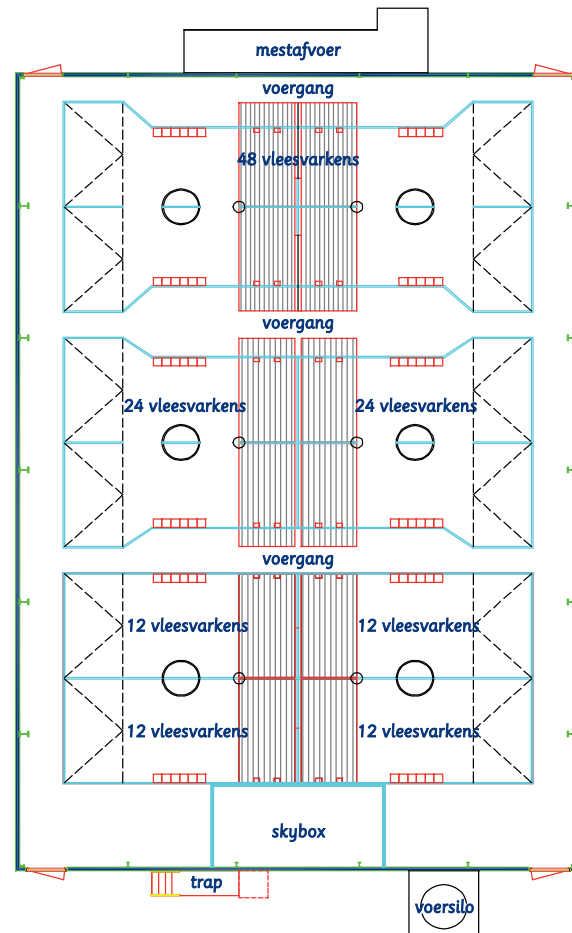 mestafvoer
voergang
48 vleesvarkens
voergang
24 vleesvarkens
24 vleesvarkens
voergang
12 vleesvarkens
12 vleesvarkens
12 vleesvarkens
12 vleesvarkens
skybox
trap
voersilo